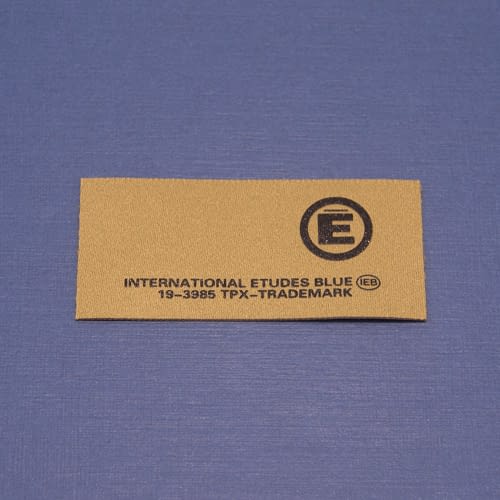 Ē
INTERNATIONAL ETUDES BLUE IEB
19-3985 TPX-TRADEMARK